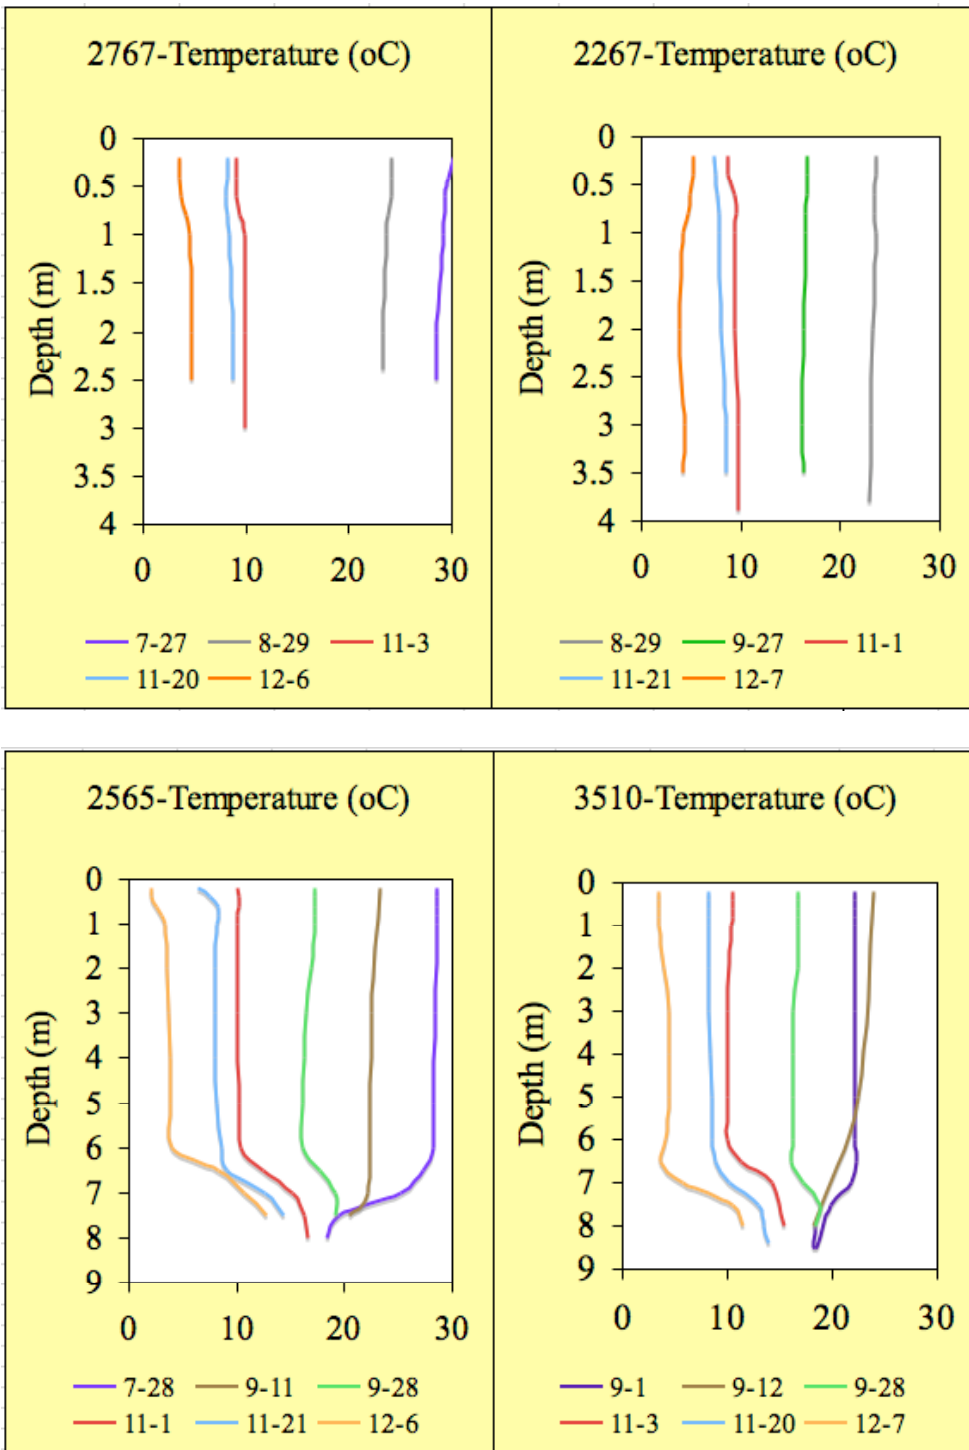 2767-Temperature (oC)
0
0.5
1
1.5
2
2.5
3
3.5
4
Depth (m)
0 10 20 30
7-27 8-29 11-3
11-20 12-6
2267-Temperature (oC)
0
0.5
1
1.5
2
2.5
3
3.5
4
Depth (m)
0 10 20 30
8-29 9-27 11-1
11-21 12-7
2565-Temperature (oC)
0
1
2
3
4
5
6
7
8
9
Depth (m)
0 10 20 30
7-28 9-11 9-28
11-1 11-21 12-6
3510-Temperature (oC)
0
1
2
3
4
5
6
7
8
9
Depth (m)
0 10 20 30
9-1 9-12 9-28
11-3 11-20 12-7